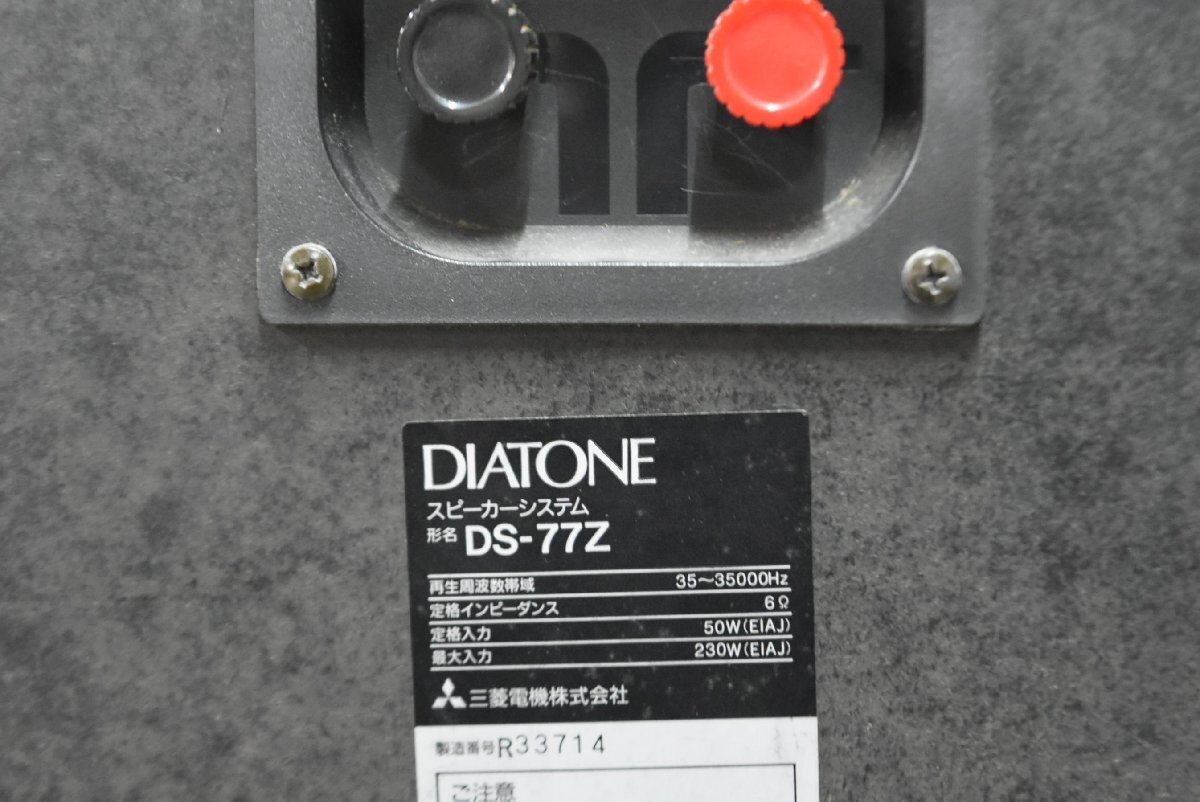 DIATONE
スピーカーシステム
形名 DS-77Z
再生周波数帯域 35〜35000Hz
定格インピーダンス 6Ω
定格入力 50W(EIAJ)
最大入力 230W(EIAJ)
三菱電機株式会社
製造番号 R33714
ご注意